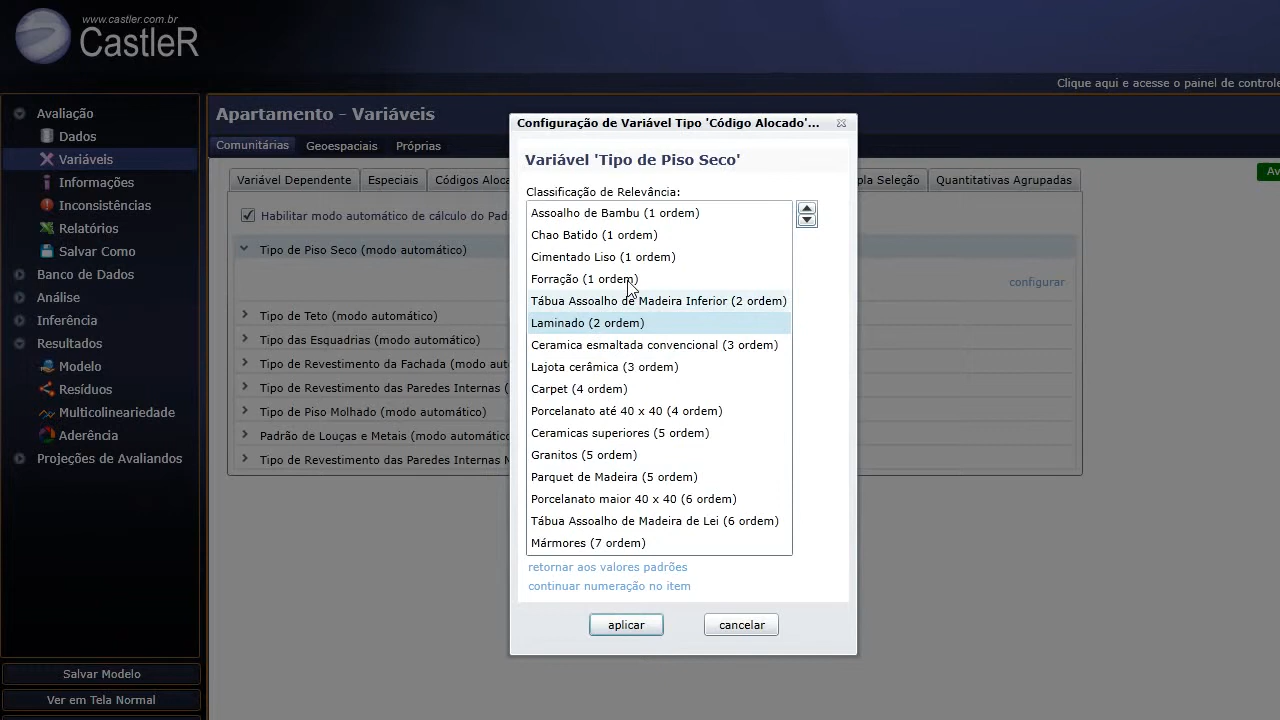 www.castler.com.br
CastleR
Clique aqui e acesse o painel de controle
Avaliação
Dados
Variáveis
Informações
Inconsistências
Relatórios
Salvar Como
Banco de Dados
Análise
Inferência
Resultados
Modelo
Resíduos
Multicolineariedade
Aderência
Projeções de Avaliandos
Salvar Modelo
Ver em Tela Normal
Apartamento - Variáveis
Comunitárias Geoespaciais Próprias
Variável Dependente Especiais Códigos Aloca pla Seleção Quantitativas Agrupadas
Av
Habilitar modo automático de cálculo do Pad
Tipo de Piso Seco (modo automático)
configurar
Tipo de Teto (modo automático)
Tipo das Esquadrias (modo automático)
Tipo de Revestimento da Fachada (modo aut
Tipo de Revestimento das Paredes Internas (
Tipo de Piso Molhado (modo automático)
Padrão de Louças e Metais (modo automático
Tipo de Revestimento das Paredes Internas M
Configuração de Variável Tipo 'Código Alocado'...
Variável 'Tipo de Piso Seco'
Classificação de Relevância:
Assoalho de Bambu (1 ordem)
Chao Batido (1 ordem)
Cimentado Liso (1 ordem)
Forração (1 ordem)
Tábua Assoalho de Madeira Inferior (2 ordem)
Laminado (2 ordem)
Ceramica esmaltada convencional (3 ordem)
Lajota cerâmica (3 ordem)
Carpet (4 ordem)
Porcelanato até 40 x 40 (4 ordem)
Ceramicas superiores (5 ordem)
Granitos (5 ordem)
Parquet de Madeira (5 ordem)
Porcelanato maior 40 x 40 (6 ordem)
Tábua Assoalho de Madeira de Lei (6 ordem)
Mármores (7 ordem)
retornar aos valores padrões
continuar numeração no item
aplicar cancelar